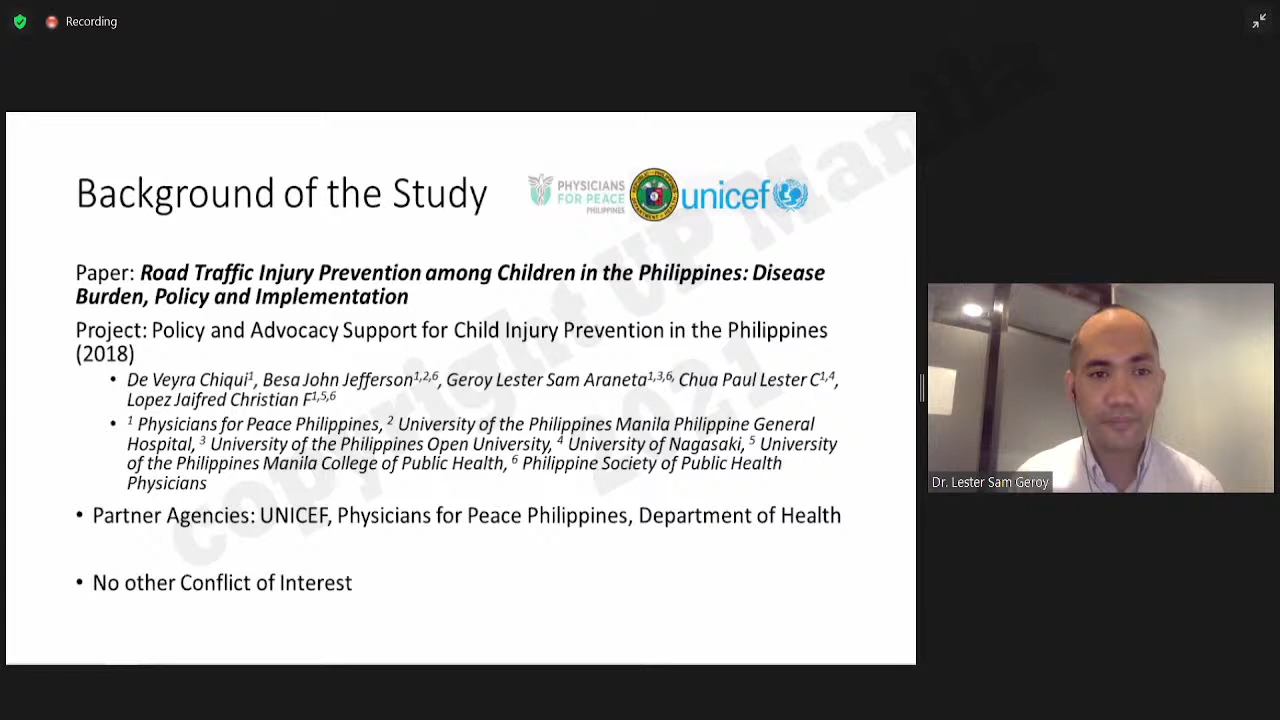 Recording
Background of the Study
PHYSICIANS
FOR PEACE
PHILIPPINES
unicef
Paper: Road Traffic Injury Prevention among Children in the Philippines: Disease
Burden, Policy and Implementation
Project: Policy and Advocacy Support for Child Injury Prevention in the Philippines
(2018)
• De Veyra Chiqui¹, Besa John Jefferson¹,²,⁶, Geroy Lester Sam Araneta¹,³,⁶, Chua Paul Lester C¹,⁴,
Lopez Jaifred Christian F¹,⁵,⁶
• ¹ Physicians for Peace Philippines, ² University of the Philippines Manila Philippine General
Hospital, ³ University of the Philippines Open University, ⁴ University of Nagasaki, ⁵ University
of the Philippines Manila College of Public Health, ⁶ Philippine Society of Public Health
Physicians
• Partner Agencies: UNICEF, Physicians for Peace Philippines, Department of Health
• No other Conflict of Interest
copyright UP Manila
2021
Dr. Lester Sam Geroy